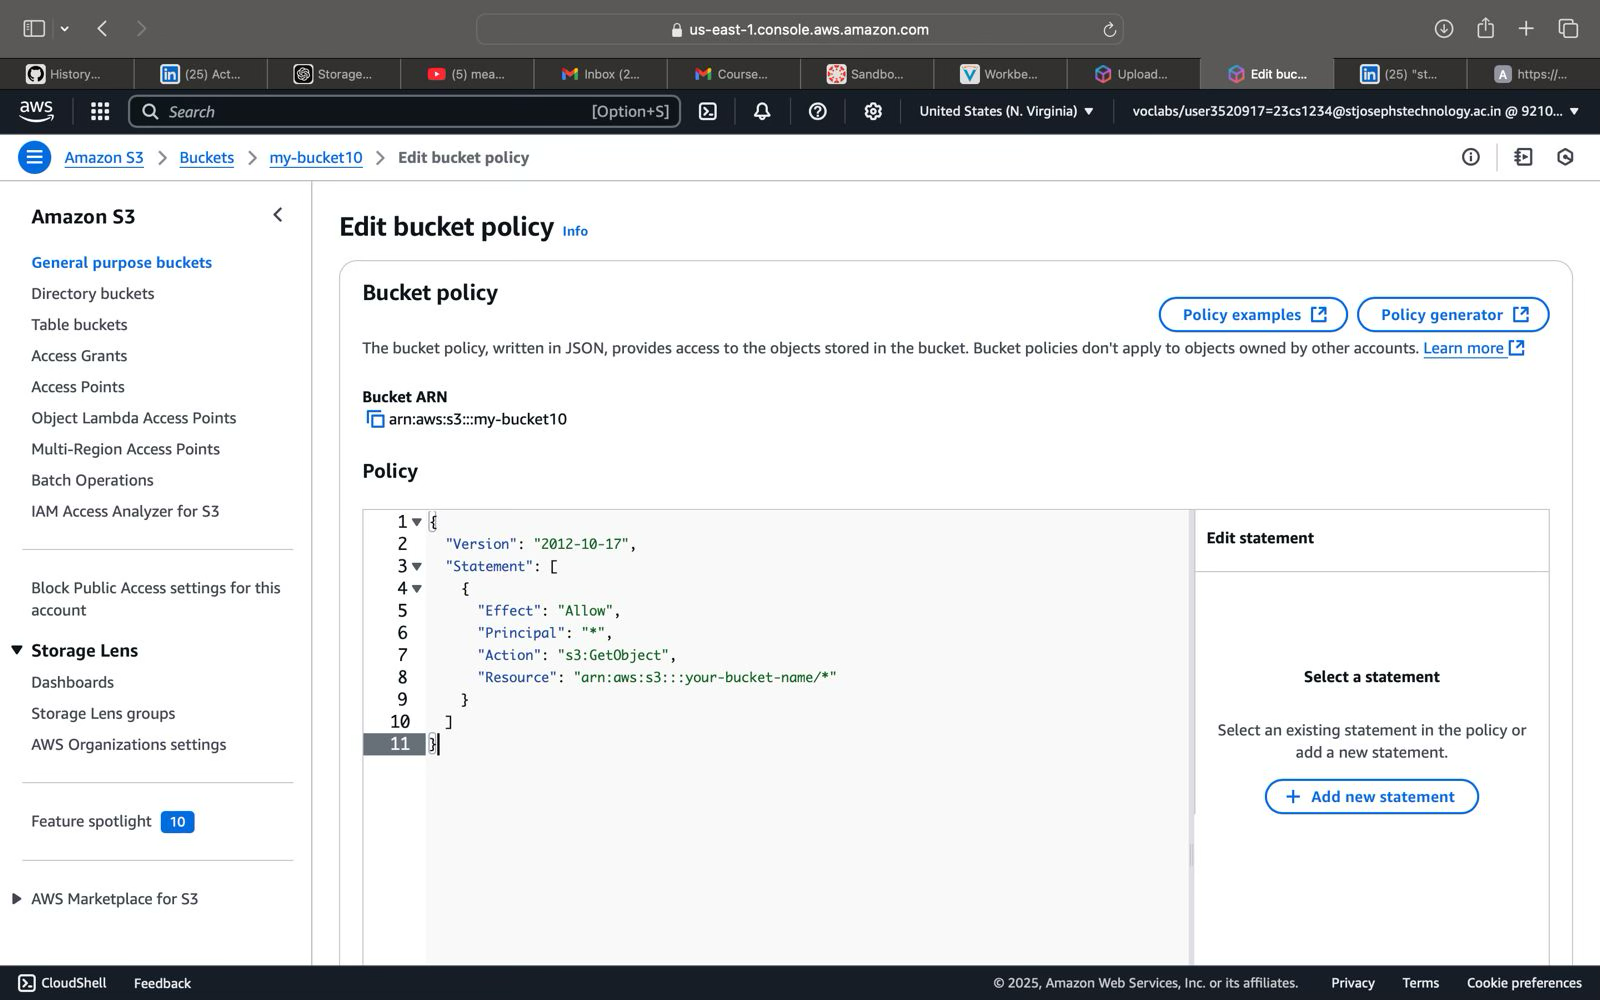 us-east-1.console.aws.amazon.com
History...
(25) Act...
Storage...
(5) mea...
Inbox (2...
Course...
Sandbo...
Workbe...
Upload...
Edit buc...
(25) "st...
A https://...
aws
Search
[Option+S]
United States (N. Virginia)
voclabs/user3520917=23cs1234@stjosephstechnology.ac.in @ 9210...
Amazon S3
Buckets
my-bucket10
Edit bucket policy
Amazon S3
General purpose buckets
Directory buckets
Table buckets
Access Grants
Access Points
Object Lambda Access Points
Multi-Region Access Points
Batch Operations
IAM Access Analyzer for S3
Block Public Access settings for this
account
Storage Lens
Dashboards
Storage Lens groups
AWS Organizations settings
Feature spotlight 10
AWS Marketplace for S3
Edit bucket policy Info
Bucket policy
Policy examples
Policy generator
The bucket policy, written in JSON, provides access to the objects stored in the bucket. Bucket policies don't apply to objects owned by other accounts. Learn more
Bucket ARN
arn:aws:s3:::my-bucket10
Policy
1 {
2 "Version": "2012-10-17",
3 "Statement": [
4 {
5 "Effect": "Allow",
6 "Principal": "*",
7 "Action": "s3:GetObject",
8 "Resource": "arn:aws:s3:::your-bucket-name/*"
9 }
10 ]
11 }
Edit statement
Select a statement
Select an existing statement in the policy or
add a new statement.
+ Add new statement
CloudShell
Feedback
© 2025, Amazon Web Services, Inc. or its affiliates.
Privacy
Terms
Cookie preferences